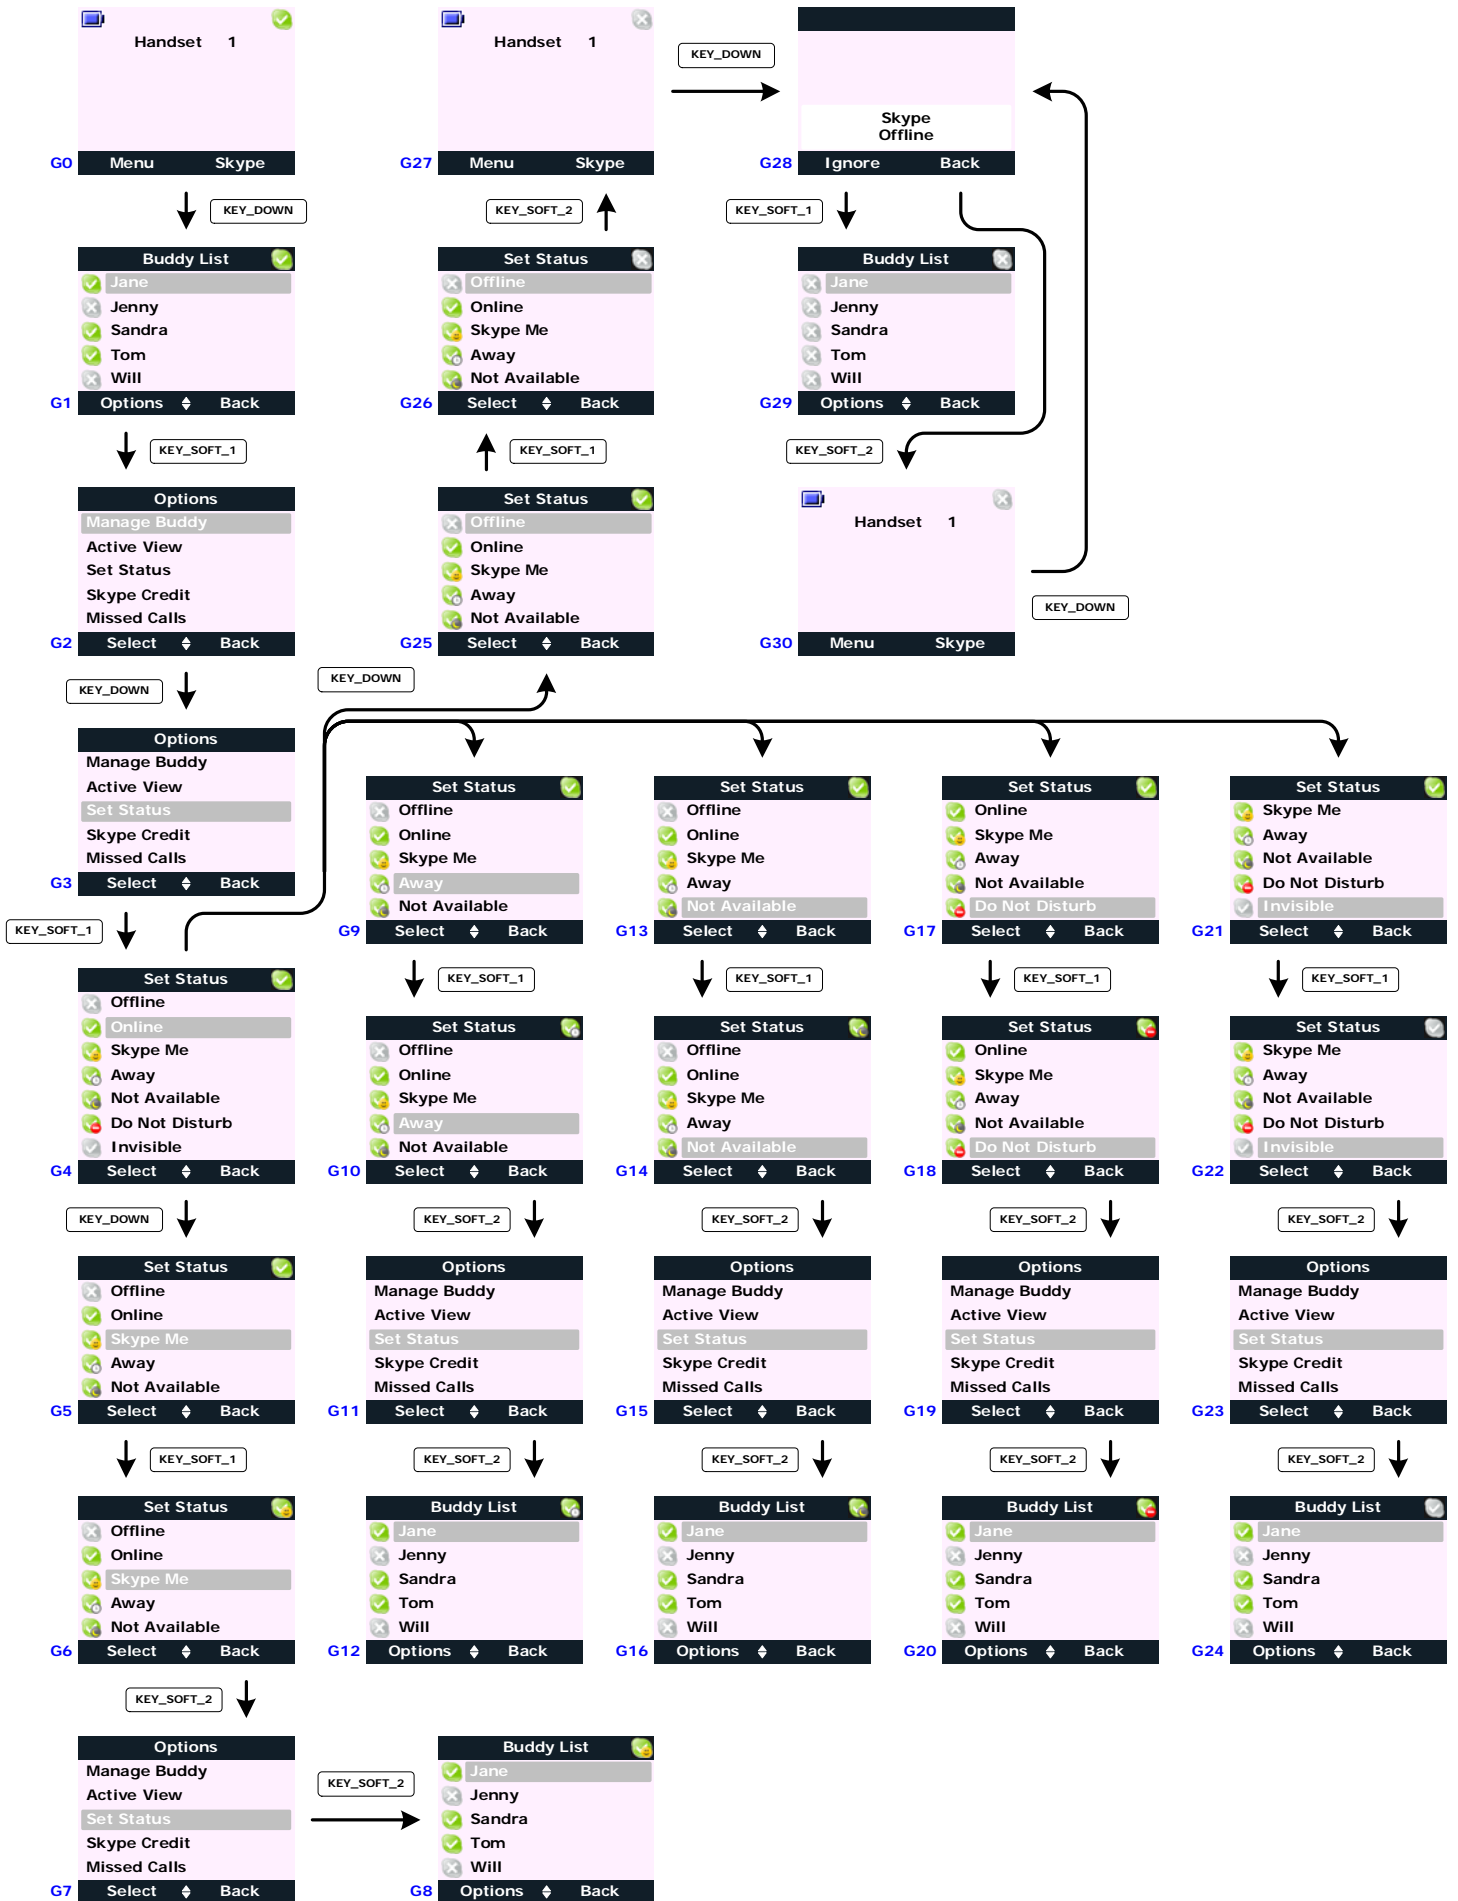 Handset 1
G0 Menu Skype
KEY_DOWN
Buddy List
Jane
Jenny
Sandra
Tom
Will
G1 Options Back
KEY_SOFT_1
Options
Manage Buddy
Active View
Set Status
Skype Credit
Missed Calls
G2 Select Back
KEY_DOWN
Options
Manage Buddy
Active View
Set Status
Skype Credit
Missed Calls
G3 Select Back
KEY_SOFT_1
Set Status
Offline
Online
Skype Me
Away
Not Available
Do Not Disturb
Invisible
G4 Select Back
KEY_DOWN
Set Status
Offline
Online
Skype Me
Away
Not Available
G5 Select Back
KEY_SOFT_1
Set Status
Offline
Online
Skype Me
Away
Not Available
G6 Select Back
KEY_SOFT_2
Options
Manage Buddy
Active View
Set Status
Skype Credit
Missed Calls
G7 Select Back
KEY_SOFT_2
Buddy List
Jane
Jenny
Sandra
Tom
Will
G8 Options Back
Handset 1
G27 Menu Skype
KEY_SOFT_2
Set Status
Offline
Online
Skype Me
Away
Not Available
G26 Select Back
KEY_SOFT_1
Set Status
Offline
Online
Skype Me
Away
Not Available
G25 Select Back
KEY_DOWN
KEY_DOWN
Skype
Offline
G28 Ignore Back
KEY_SOFT_1
Buddy List
Jane
Jenny
Sandra
Tom
Will
G29 Options Back
KEY_SOFT_2
Handset 1
G30 Menu Skype
KEY_DOWN
Set Status
Offline
Online
Skype Me
Away
Not Available
G9 Select Back
KEY_SOFT_1
Set Status
Offline
Online
Skype Me
Away
Not Available
G10 Select Back
KEY_SOFT_2
Options
Manage Buddy
Active View
Set Status
Skype Credit
Missed Calls
G11 Select Back
KEY_SOFT_2
Buddy List
Jane
Jenny
Sandra
Tom
Will
G12 Options Back
Set Status
Offline
Online
Skype Me
Away
Not Available
G13 Select Back
KEY_SOFT_1
Set Status
Offline
Online
Skype Me
Away
Not Available
G14 Select Back
KEY_SOFT_2
Options
Manage Buddy
Active View
Set Status
Skype Credit
Missed Calls
G15 Select Back
KEY_SOFT_2
Buddy List
Jane
Jenny
Sandra
Tom
Will
G16 Options Back
Set Status
Online
Skype Me
Away
Not Available
Do Not Disturb
G17 Select Back
KEY_SOFT_1
Set Status
Online
Skype Me
Away
Not Available
Do Not Disturb
G18 Select Back
KEY_SOFT_2
Options
Manage Buddy
Active View
Set Status
Skype Credit
Missed Calls
G19 Select Back
KEY_SOFT_2
Buddy List
Jane
Jenny
Sandra
Tom
Will
G20 Options Back
Set Status
Skype Me
Away
Not Available
Do Not Disturb
Invisible
G21 Select Back
KEY_SOFT_1
Set Status
Skype Me
Away
Not Available
Do Not Disturb
Invisible
G22 Select Back
KEY_SOFT_2
Options
Manage Buddy
Active View
Set Status
Skype Credit
Missed Calls
G23 Select Back
KEY_SOFT_2
Buddy List
Jane
Jenny
Sandra
Tom
Will
G24 Options Back